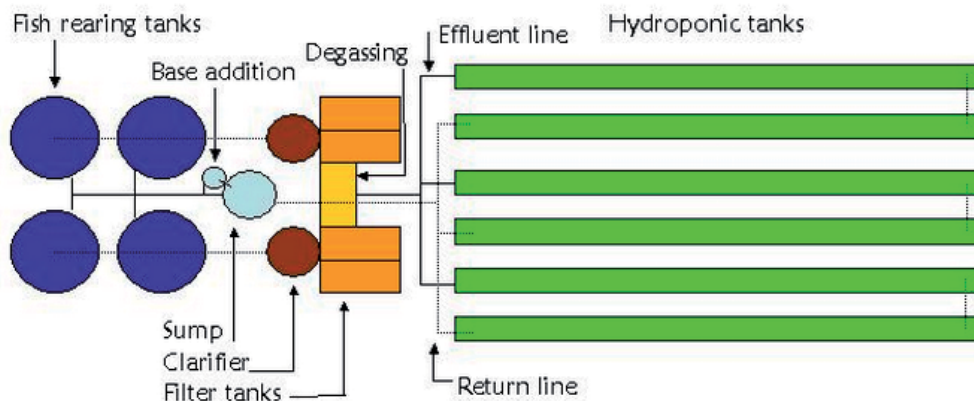 Fish rearing tanks
Base addition
Degassing
Effluent line
Hydroponic tanks
Sump
Clarifier
Filter tanks
Return line